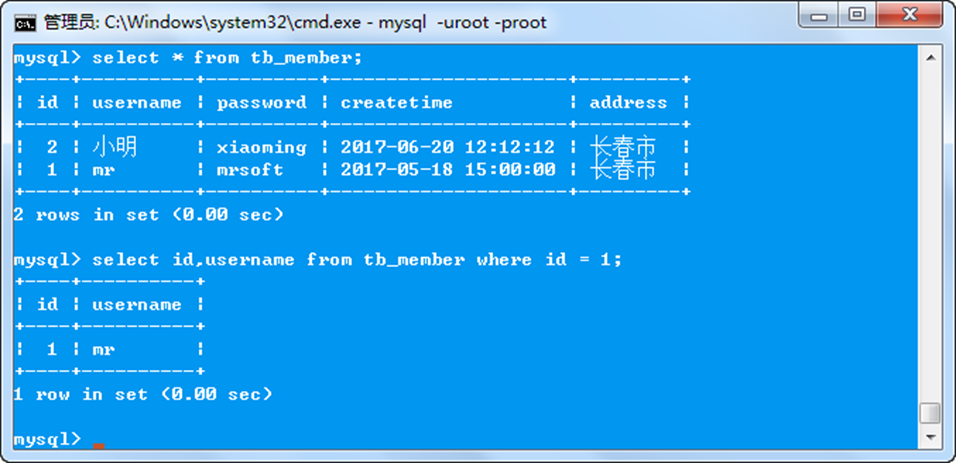 管理员: C:\Windows\system32\cmd.exe - mysql  -uroot -proot
mysql> select * from tb_member;
+----+----------+----------+---------------------+---------+
¦ id ¦ username ¦ password ¦ createtime          ¦ address ¦
+----+----------+----------+---------------------+---------+
¦  2 ¦ 小明     ¦ xiaoming ¦ 2017-06-20 12:12:12 ¦ 长春市  ¦
¦  1 ¦ mr       ¦ mrsoft   ¦ 2017-05-18 15:00:00 ¦ 长春市  ¦
+----+----------+----------+---------------------+---------+
2 rows in set (0.00 sec)
mysql> select id,username from tb_member where id = 1;
+----+----------+
¦ id ¦ username ¦
+----+----------+
¦  1 ¦ mr       ¦
+----+----------+
1 row in set (0.00 sec)
mysql>